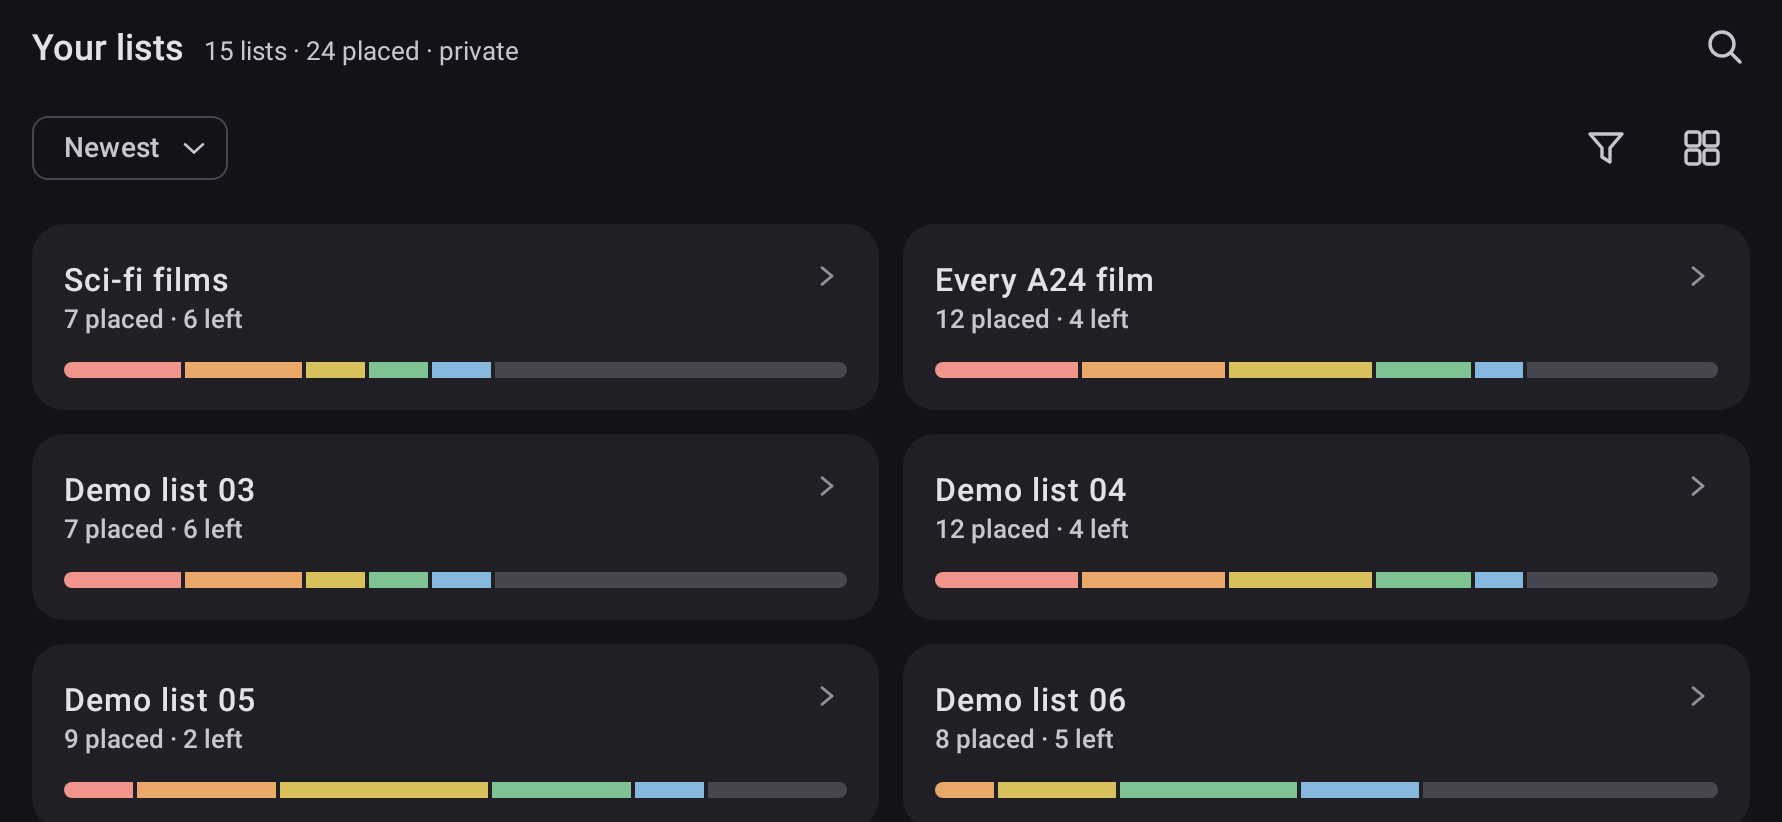 Your lists 15 lists · 24 placed · private
Newest
Sci-fi films
7 placed · 6 left
Every A24 film
12 placed · 4 left
Demo list 03
7 placed · 6 left
Demo list 04
12 placed · 4 left
Demo list 05
9 placed · 2 left
Demo list 06
8 placed · 5 left